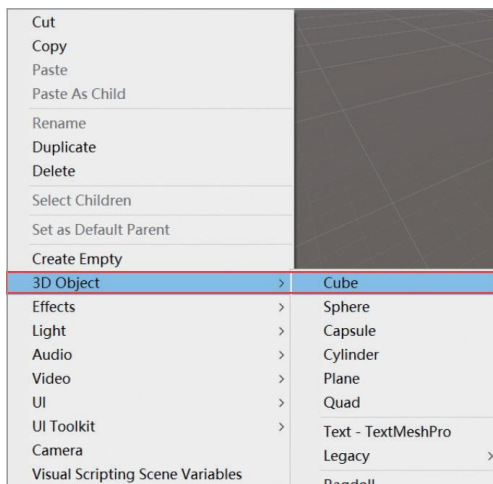 Cut
Copy
Paste
Paste As Child
Rename
Duplicate
Delete
Select Children
Set as Default Parent
Create Empty
3D Object
Effects
Light
Audio
Video
UI
UI Toolkit
Camera
Visual Scripting Scene Variables
Cube
Sphere
Capsule
Cylinder
Plane
Quad
Text - TextMeshPro
Legacy
Ragdoll